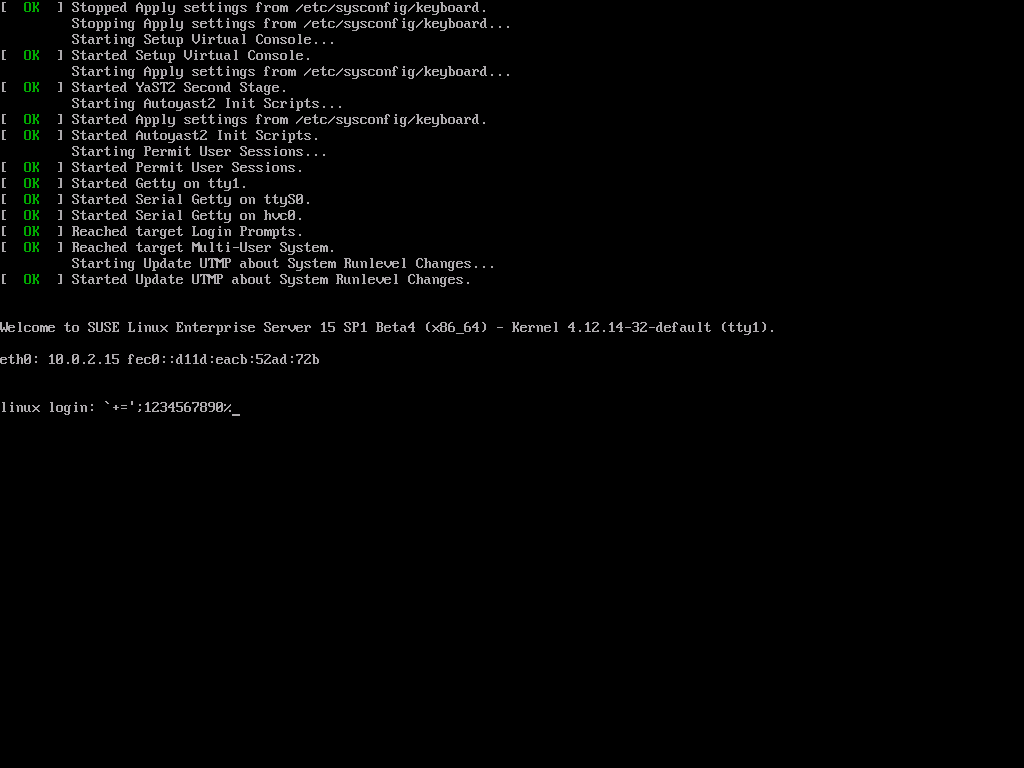 [  OK  ] Stopped Apply settings from /etc/sysconfig/keyboard.
         Stopping Apply settings from /etc/sysconfig/keyboard...
         Starting Setup Virtual Console...
[  OK  ] Started Setup Virtual Console.
         Starting Apply settings from /etc/sysconfig/keyboard...
[  OK  ] Started YaST2 Second Stage.
         Starting Autoyast2 Init Scripts...
[  OK  ] Started Apply settings from /etc/sysconfig/keyboard.
[  OK  ] Started Autoyast2 Init Scripts.
         Starting Permit User Sessions...
[  OK  ] Started Permit User Sessions.
[  OK  ] Started Getty on tty1.
[  OK  ] Started Serial Getty on ttyS0.
[  OK  ] Started Serial Getty on hvc0.
[  OK  ] Reached target Login Prompts.
[  OK  ] Reached target Multi-User System.
         Starting Update UTMP about System Runlevel Changes...
[  OK  ] Started Update UTMP about System Runlevel Changes.
Welcome to SUSE Linux Enterprise Server 15 SP1 Beta4 (x86_64) - Kernel 4.12.14-32-default (tty1).
eth0: 10.0.2.15 fec0::d11d:eacb:52ad:72b
linux login: `+=';1234567890%_